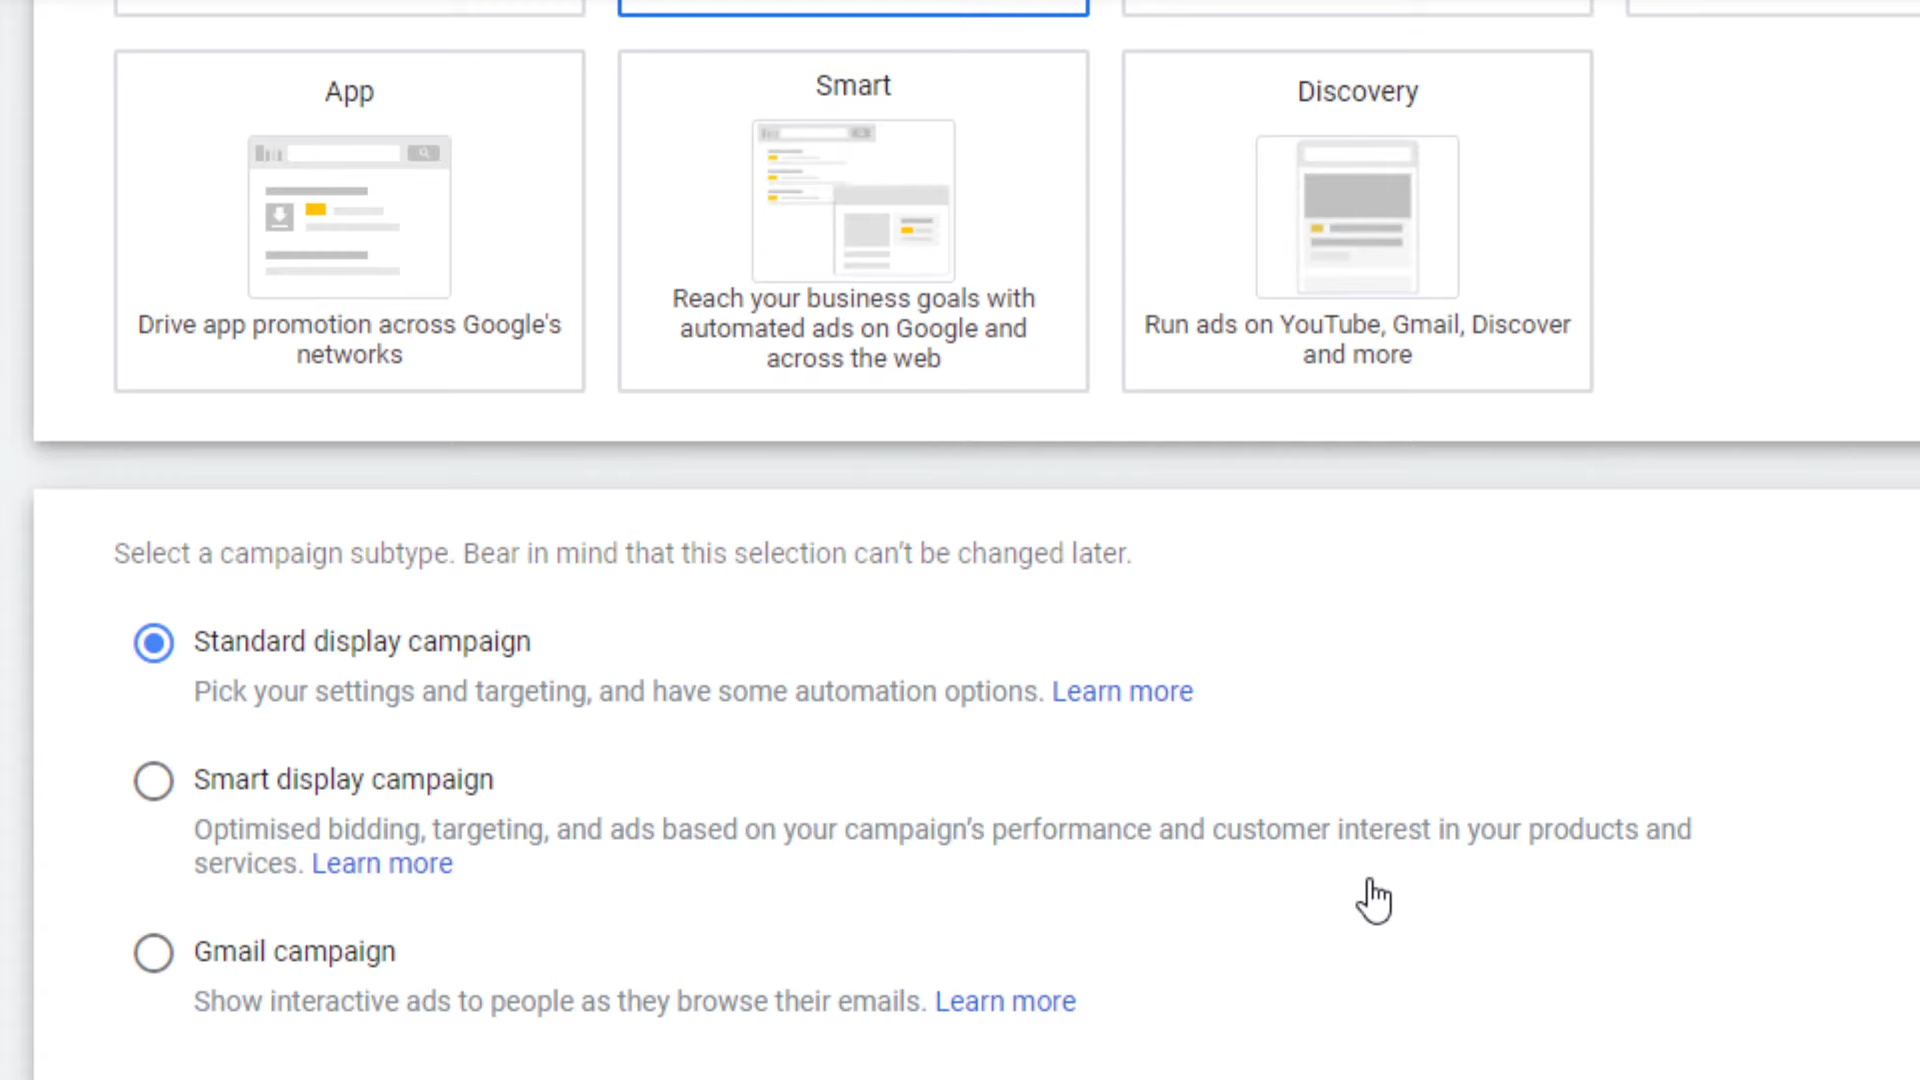 App
Smart
Discovery
Drive app promotion across Google's
networks
Reach your business goals with
automated ads on Google and
across the web
Run ads on YouTube, Gmail, Discover
and more
Select a campaign subtype. Bear in mind that this selection can’t be changed later.
Standard display campaign
Pick your settings and targeting, and have some automation options. Learn more
Smart display campaign
Optimised bidding, targeting, and ads based on your campaign’s performance and customer interest in your products and
services. Learn more
Gmail campaign
Show interactive ads to people as they browse their emails. Learn more